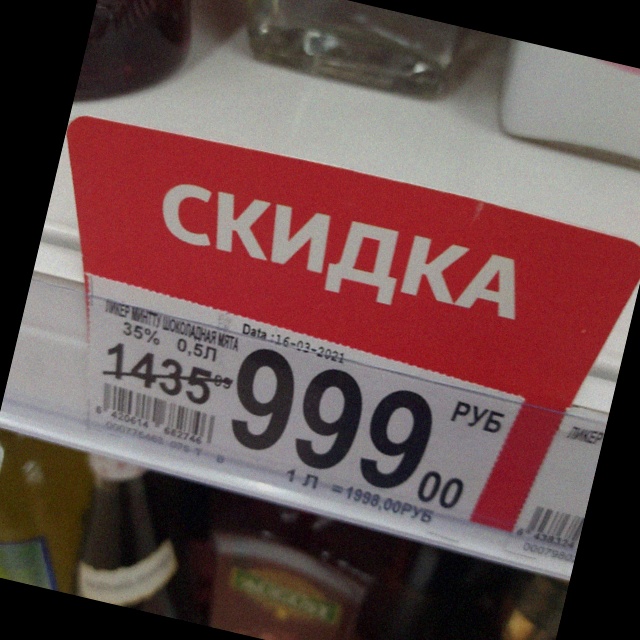 СКИДКА
ЛИКЕР МИНТТУ ШОКОЛАДНАЯ МЯТА
35% 0,5Л
Data :16-03-2021
1435
999 00 РУБ
1 Л =1998,00РУБ
ЛИКЕР